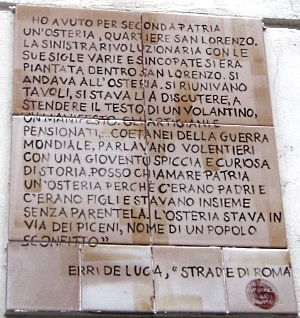 HO AVUTO PER SECONDA PATRIA
UN'OSTERIA, QUARTIERE SAN LORENZO.
LA SINISTRA RIVOLUZIONARIA CON LE
SUE SIGLE VARIE E SINCOPATE SI ERA
PIANTATA DENTRO SAN LORENZO. SI
ANDAVA ALL'OSTERIA. SI RIUNIVANO
TAVOLI, SI STAVA LÌ A DISCUTERE, A
STENDERE IL TESTO DI UN VOLANTINO,
UN MANIFESTO. GLI ARTIGIANI E
PENSIONATI... COETANEI DELLA GUERRA
MONDIALE, PARLAVANO VOLENTIERI
CON UNA GIOVENTÙ SPICCIA E CURIOSA
DI STORIA. POSSO CHIAMARE PATRIA
UN'OSTERIA PERCHÈ C'ERANO PADRI E
C'ERANO FIGLI E STAVANO INSIEME
SENZA PARENTELA. L'OSTERIA STAVA IN
VIA DEI PICENI, NOME DI UN POPOLO
SCONFITTO"
ERRI DE LUCA, "STRADE DI ROMA"